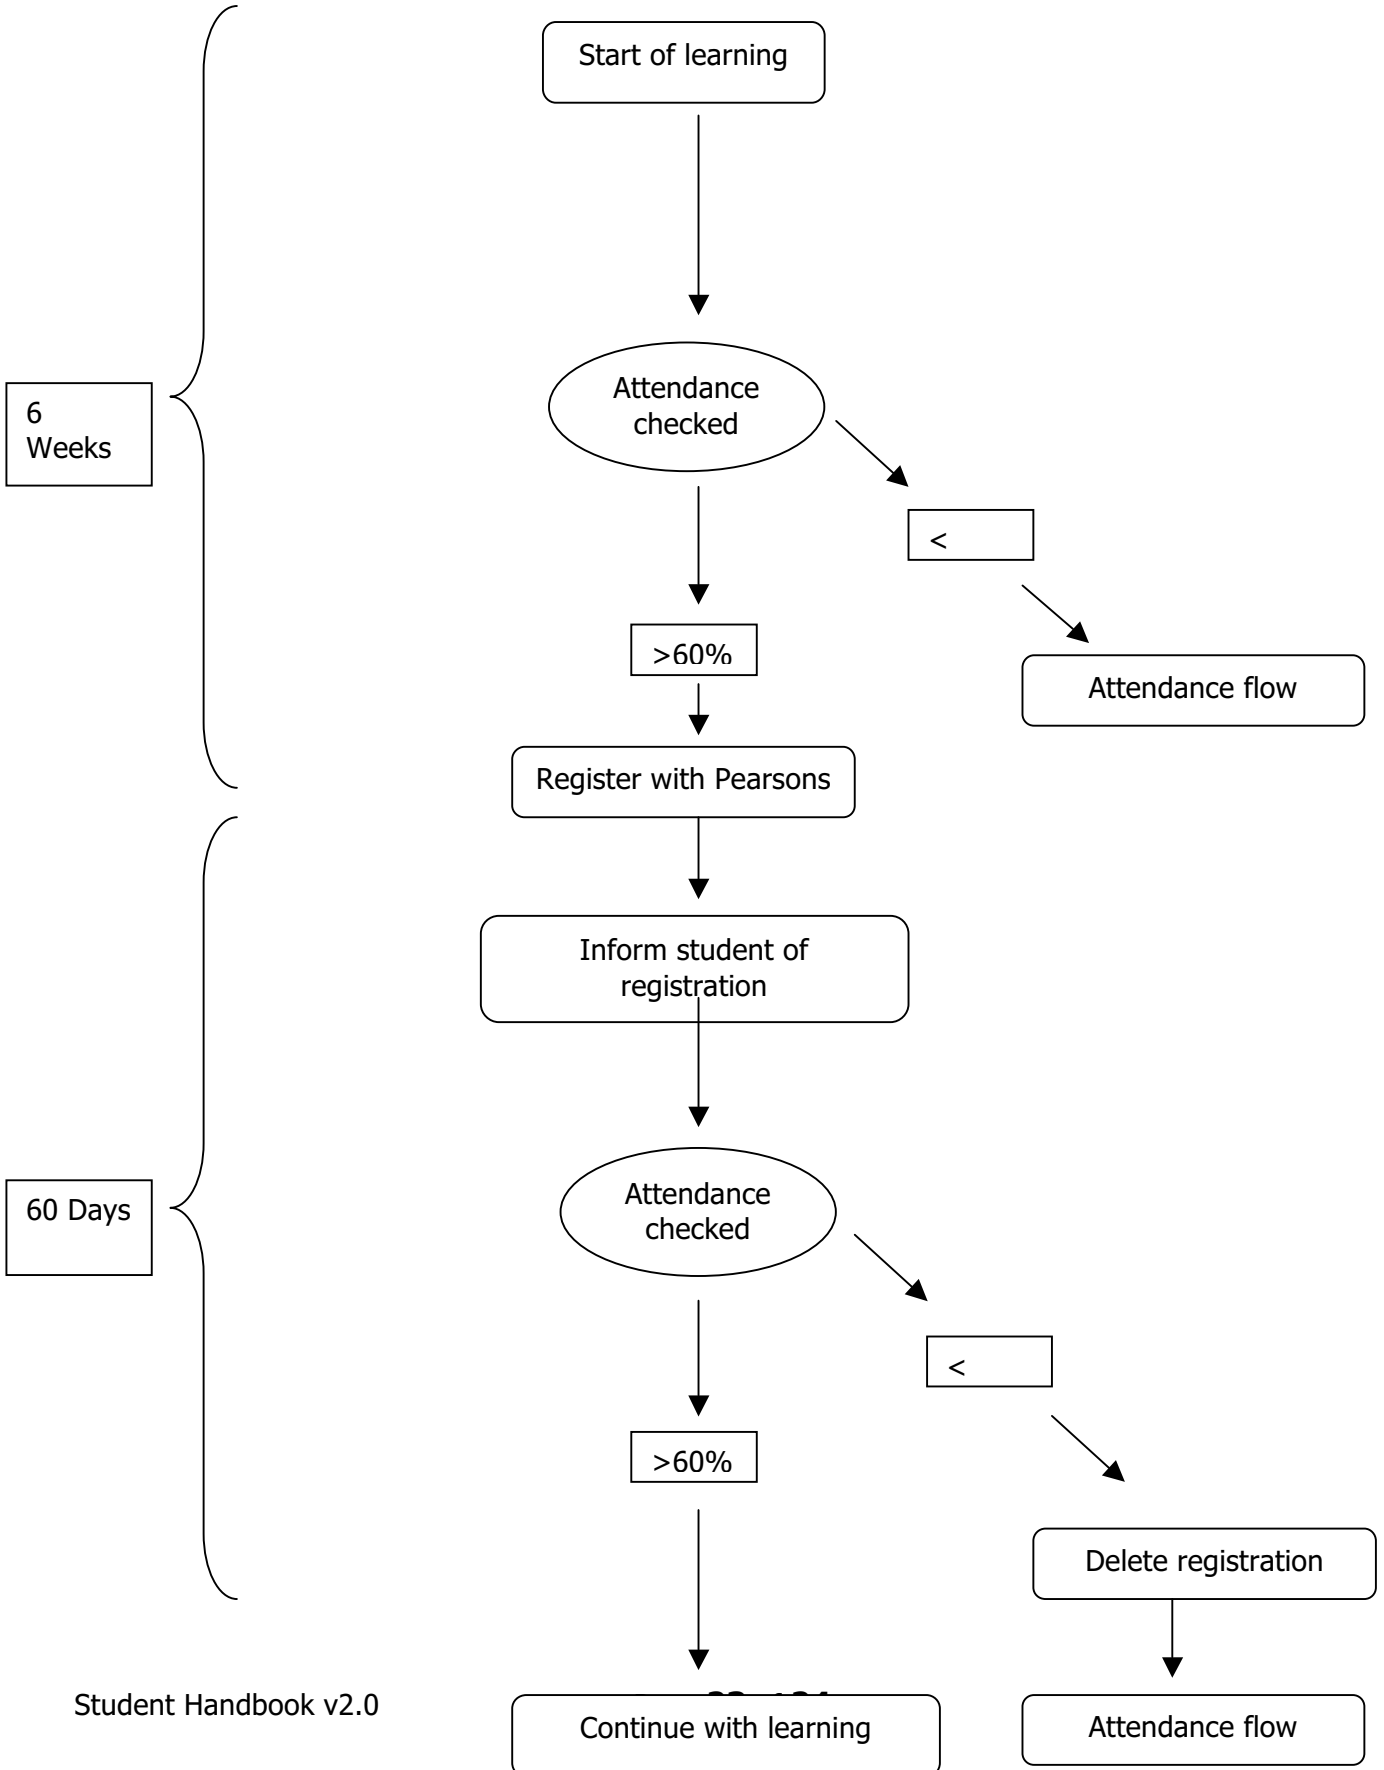 Start of learning
Attendance
checked
6
Weeks
<
>60%
Attendance flow
Register with Pearsons
Inform student of
registration
Attendance
checked
60 Days
<
>60%
Delete registration
Student Handbook v2.0
Continue with learning
Attendance flow